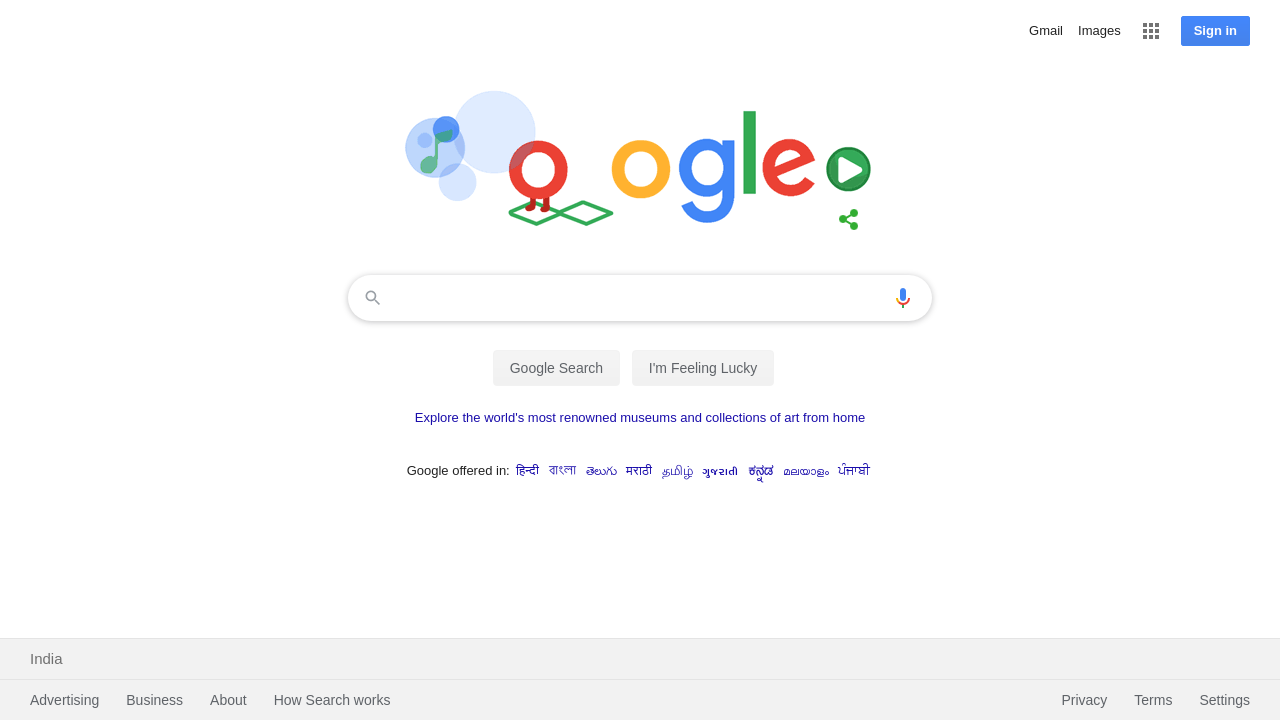 Gmail Images Sign in
oogle
Google Search I'm Feeling Lucky
Explore the world's most renowned museums and collections of art from home
Google offered in: हिन्दी বাংলা తెలుగు मराठी தமிழ் ગુજરાતી ಕನ್ನಡ മലയാളം ਪੰਜਾਬੀ
India
Advertising Business About How Search works Privacy Terms Settings